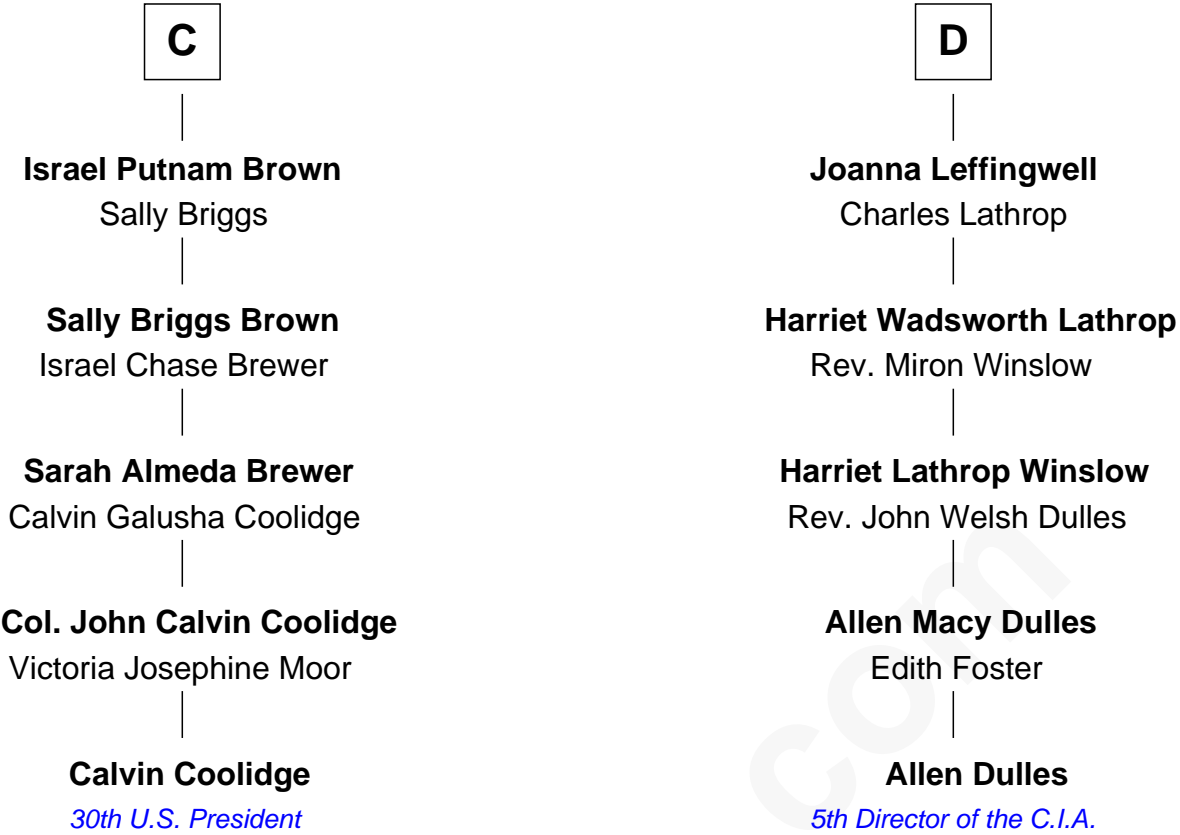 C
Israel Putnam Brown
Sally Briggs
Sally Briggs Brown
Israel Chase Brewer
Sarah Almeda Brewer
Calvin Galusha Coolidge
Col. John Calvin Coolidge
Victoria Josephine Moor
Calvin Coolidge
30th U.S. President
D
Joanna Leffingwell
Charles Lathrop
Harriet Wadsworth Lathrop
Rev. Miron Winslow
Harriet Lathrop Winslow
Rev. John Welsh Dulles
Allen Macy Dulles
Edith Foster
Allen Dulles
5th Director of the C.I.A.
com